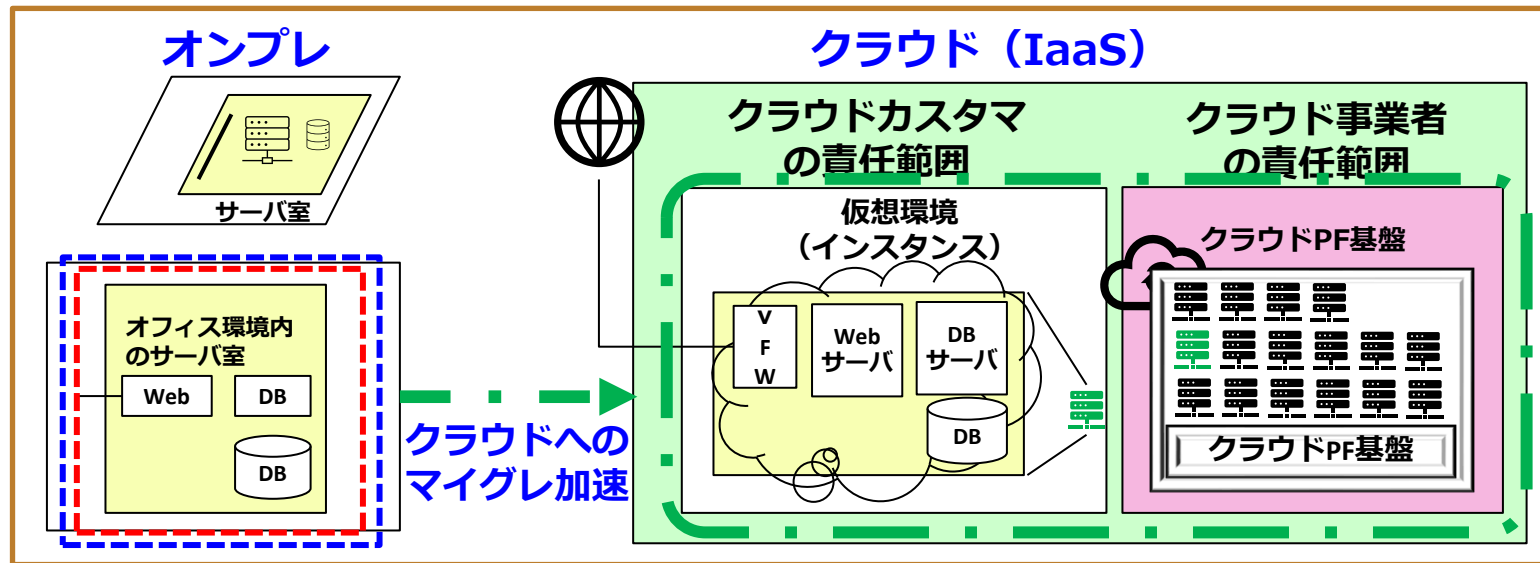 オンプレ
サーバ室
オフィス環境内
のサーバ室
Web
DB
DB
クラウドへの
マイグレ加速
クラウド（IaaS）
クラウドカスタマ
の責任範囲
仮想環境
（インスタンス）
V
F
W
Web
サーバ
DB
サーバ
DB
クラウド事業者
の責任範囲
クラウドPF基盤
クラウドPF基盤